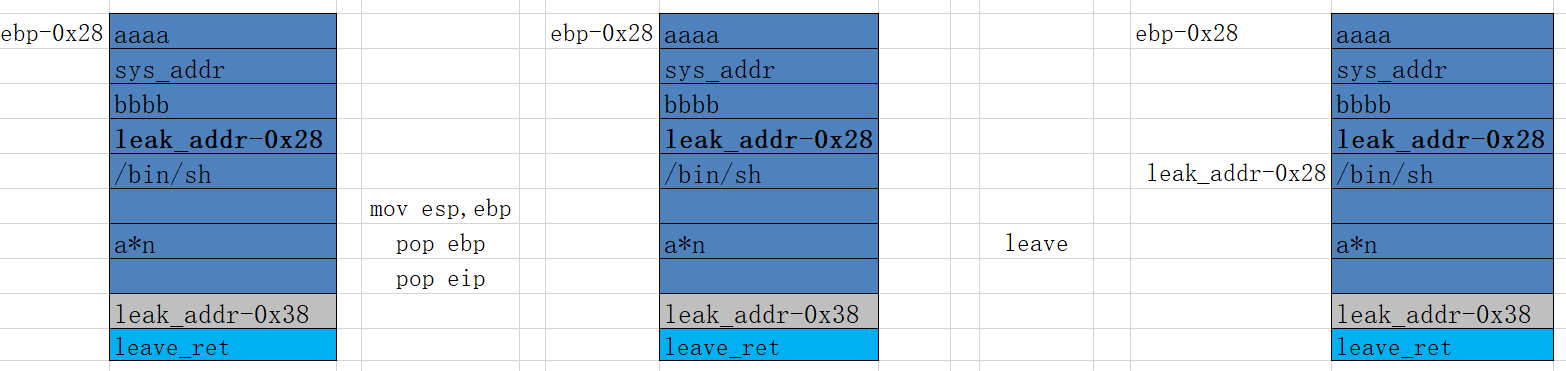 ebp-0x28 aaaa ebp-0x28 aaaa ebp-0x28 aaaa
sys_addr sys_addr sys_addr
bbbb bbbb bbbb
leak_addr-0x28 leak_addr-0x28 leak_addr-0x28
/bin/sh /bin/sh leak_addr-0x28 /bin/sh
mov esp,ebp
a*n pop ebp a*n leave a*n
pop eip
leak_addr-0x38 leak_addr-0x38 leak_addr-0x38
leave_ret leave_ret leave_ret